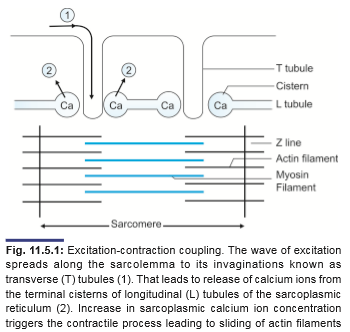 1
2
2
T tubule
Cistern
Ca
Ca
Ca
Ca
L tubule
Z line
Actin filament
Myosin
Filament
Sarcomere
Fig. 11.5.1: Excitation-contraction coupling. The wave of excitation
spreads along the sarcolemma to its invaginations known as
transverse (T) tubules (1). That leads to release of calcium ions from
the terminal cisterns of longitudinal (L) tubules of the sarcoplasmic
reticulum (2). Increase in sarcoplasmic calcium ion concentration
triggers the contractile process leading to sliding of actin filaments